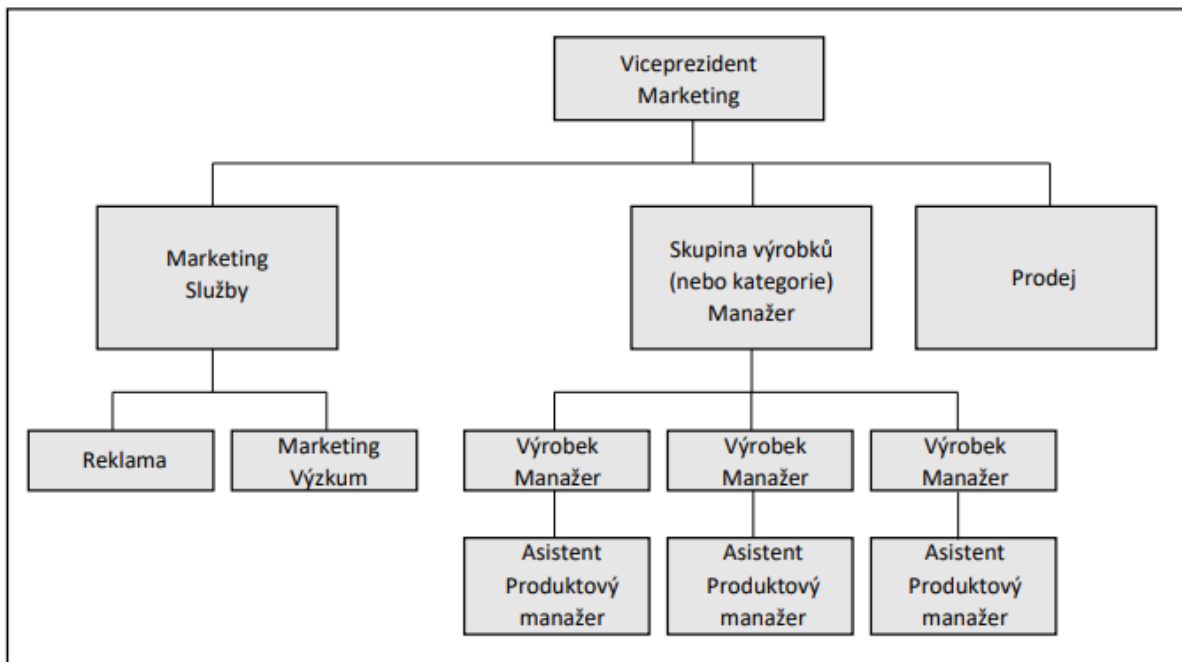 Viceprezident
Marketing
Marketing
Služby
Skupina výrobků
(nebo kategorie)
Manažer
Prodej
Reklama
Marketing
Výzkum
Výrobek
Manažer
Výrobek
Manažer
Výrobek
Manažer
Asistent
Produktový
manažer
Asistent
Produktový
manažer
Asistent
Produktový
manažer